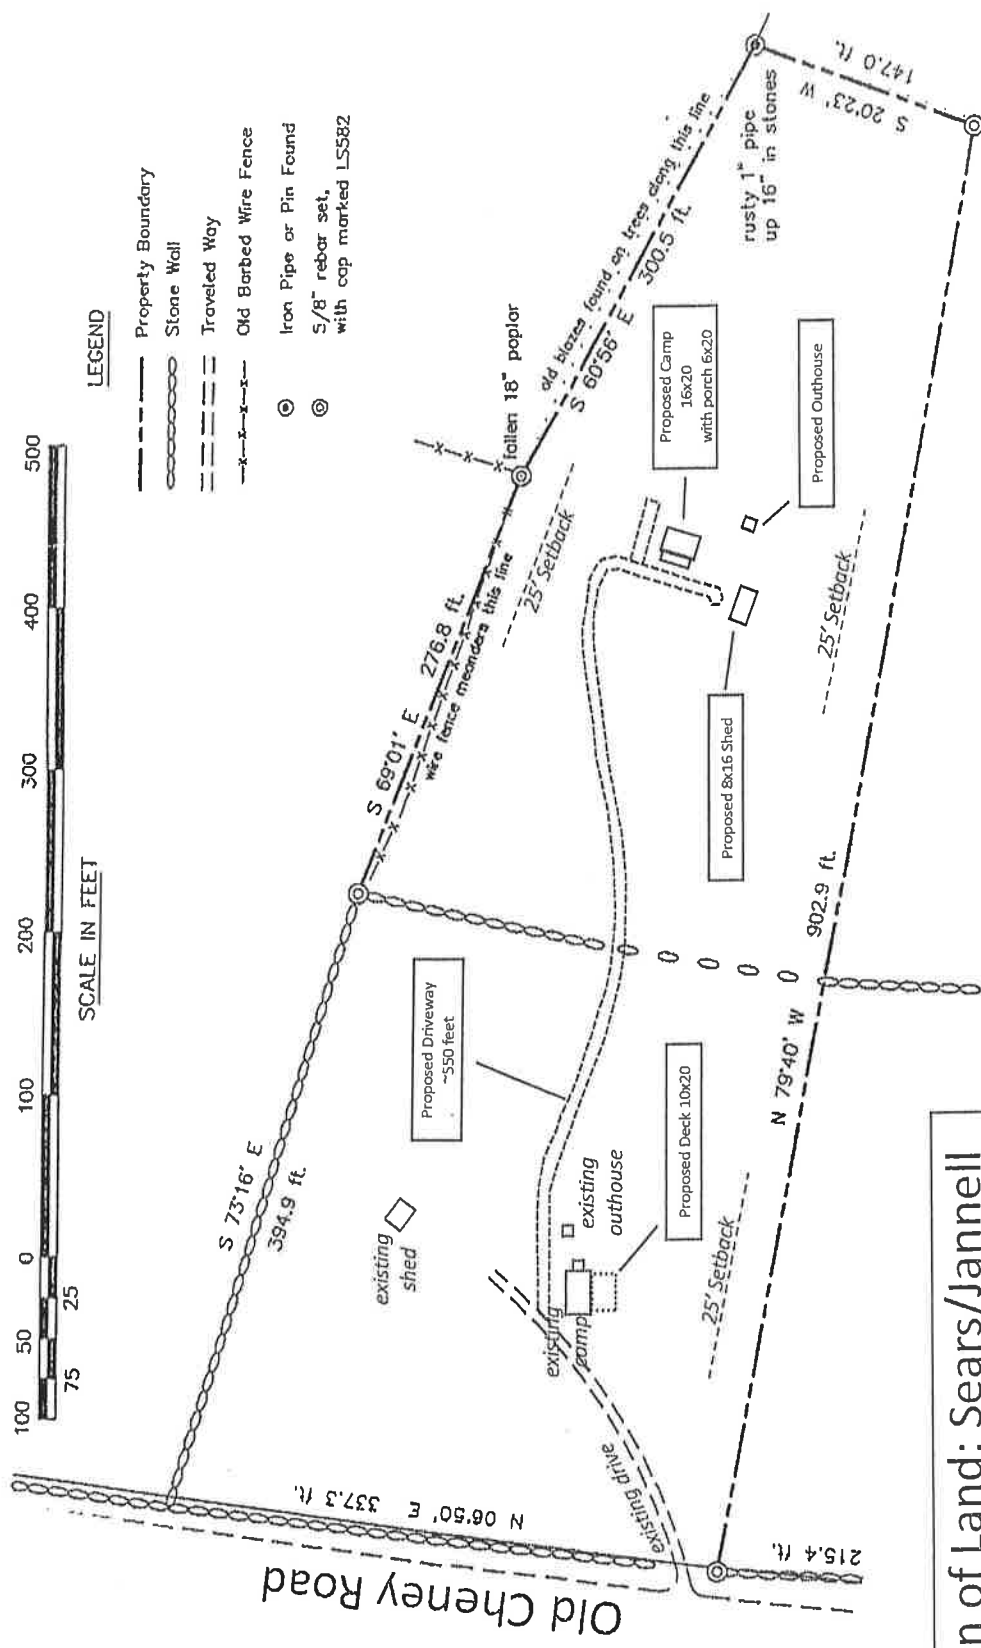 LEGEND
Property Boundary
Stone Wall
Traveled Way
Old Barbed Wire Fence
Iron Pipe or Pin Found
5/8" rebar set,
with cap marked LS582
100 50 0 100 200 300 400 500
75 25
SCALE IN FEET
S 73°16' E
394.9 ft.
S 69°01' E
276.8 ft.
wire fence meanders this line
fallen 18" poplar
old blazes found on trees along this line
S 60°56' E
300.5 ft.
rusty 1" pipe
up 16" in stones
S 20°23' W
147.0 ft.
25' Setback
Proposed Camp
16x20
with porch 6x20
Proposed Outhouse
Proposed 8x16 Shed
25' Setback
Proposed Driveway
~550 feet
existing
shed
existing
outhouse
existing
camp
Proposed Deck 10x20
existing drive
25' Setback
N 79°40' W
902.9 ft.
N 06°50' E 337.3 ft.
215.4 ft.
Old Cheney Road
n of Land: Sears/Jannell